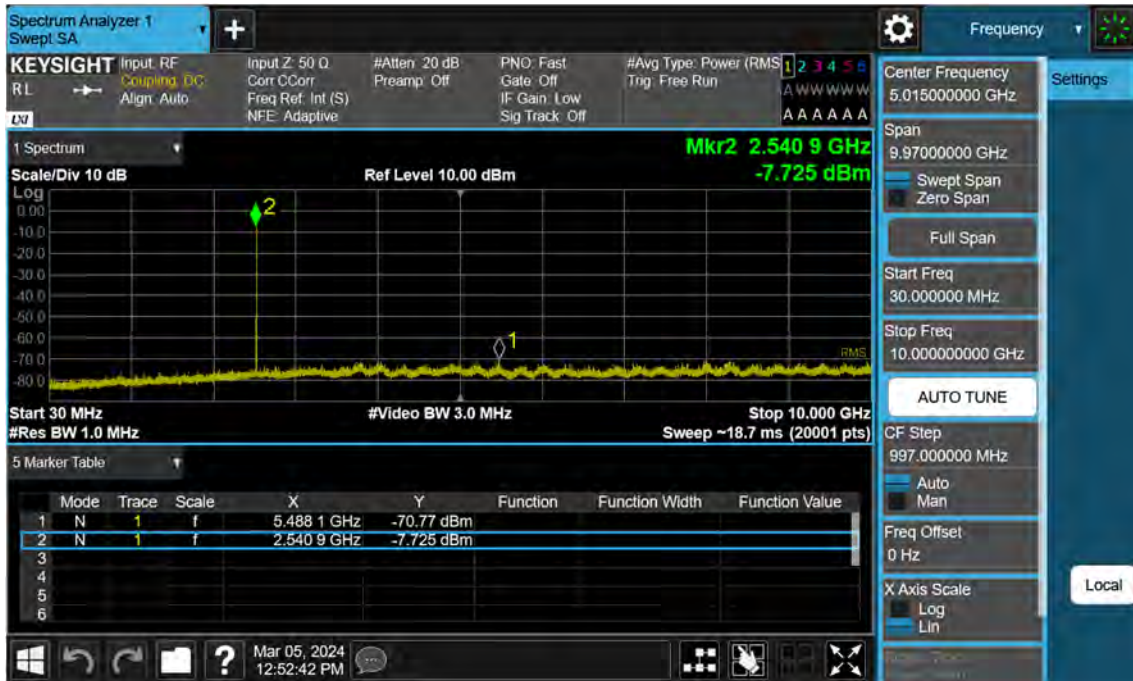 Spectrum Analyzer 1
Swept SA
+
Frequency
KEYSIGHT
RL
LXI
Input: RF
Coupling: DC
Align: Auto
Input Z: 50 Ω
Corr CCorr
Freq Ref: Int (S)
NFE: Adaptive
#Atten: 20 dB
Preamp: Off
PNO: Fast
Gate: Off
IF Gain: Low
Sig Track: Off
#Avg Type: Power (RMS
Trig: Free Run
1 2 3 4 5 6
A W W W W W
A A A A A A
1 Spectrum
Scale/Div 10 dB
Ref Level 10.00 dBm
Mkr2 2.540 9 GHz
-7.725 dBm
Log
0.00
-10.0
-20.0
-30.0
-40.0
-50.0
-60.0
-70.0
-80.0
2
1
RMS
Start 30 MHz
#Video BW 3.0 MHz
Stop 10.000 GHz
#Res BW 1.0 MHz
Sweep ~18.7 ms (20001 pts)
5 Marker Table
Mode Trace Scale X Y Function Function Width Function Value
1 N 1 f 5.488 1 GHz -70.77 dBm
2 N 1 f 2.540 9 GHz -7.725 dBm
3
4
5
6
?
Mar 05, 2024
12:52:42 PM
Center Frequency
5.015000000 GHz
Settings
Span
9.97000000 GHz
Swept Span
Zero Span
Full Span
Start Freq
30.000000 MHz
Stop Freq
10.000000000 GHz
AUTO TUNE
CF Step
997.000000 MHz
Auto
Man
Freq Offset
0 Hz
X Axis Scale
Log
Lin
Local